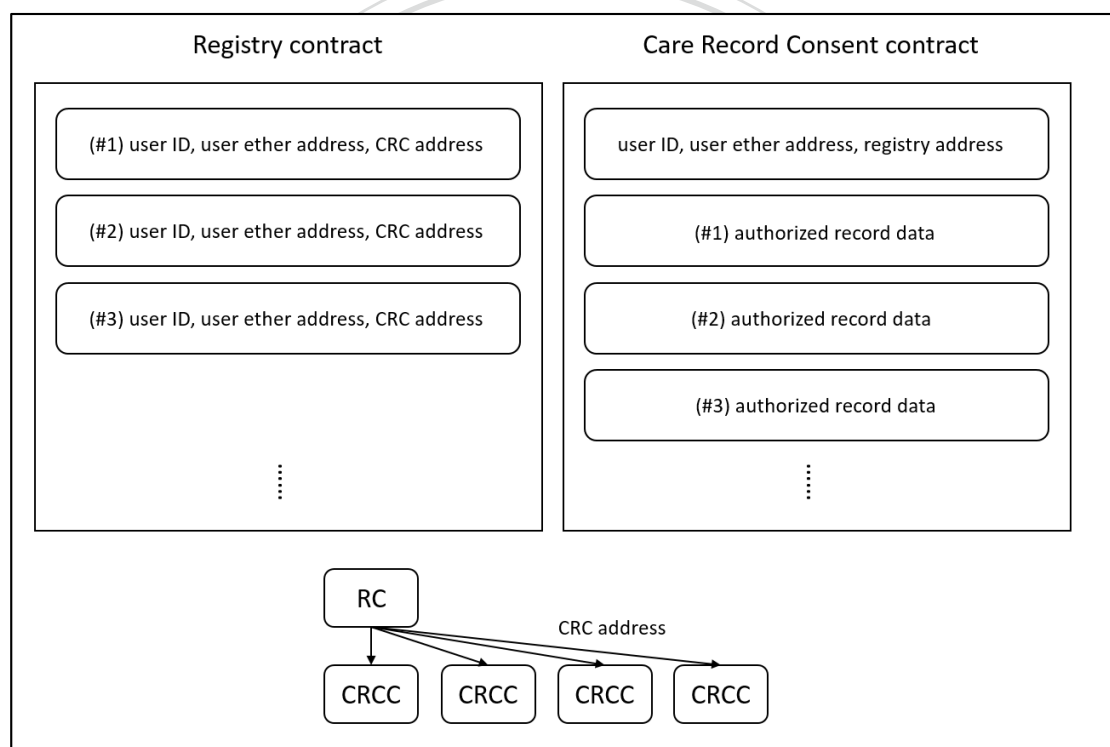 Registry contract
(#1) user ID, user ether address, CRC address
(#2) user ID, user ether address, CRC address
(#3) user ID, user ether address, CRC address
Care Record Consent contract
user ID, user ether address, registry address
(#1) authorized record data
(#2) authorized record data
(#3) authorized record data
RC
CRC address
CRCC
CRCC
CRCC
CRCC